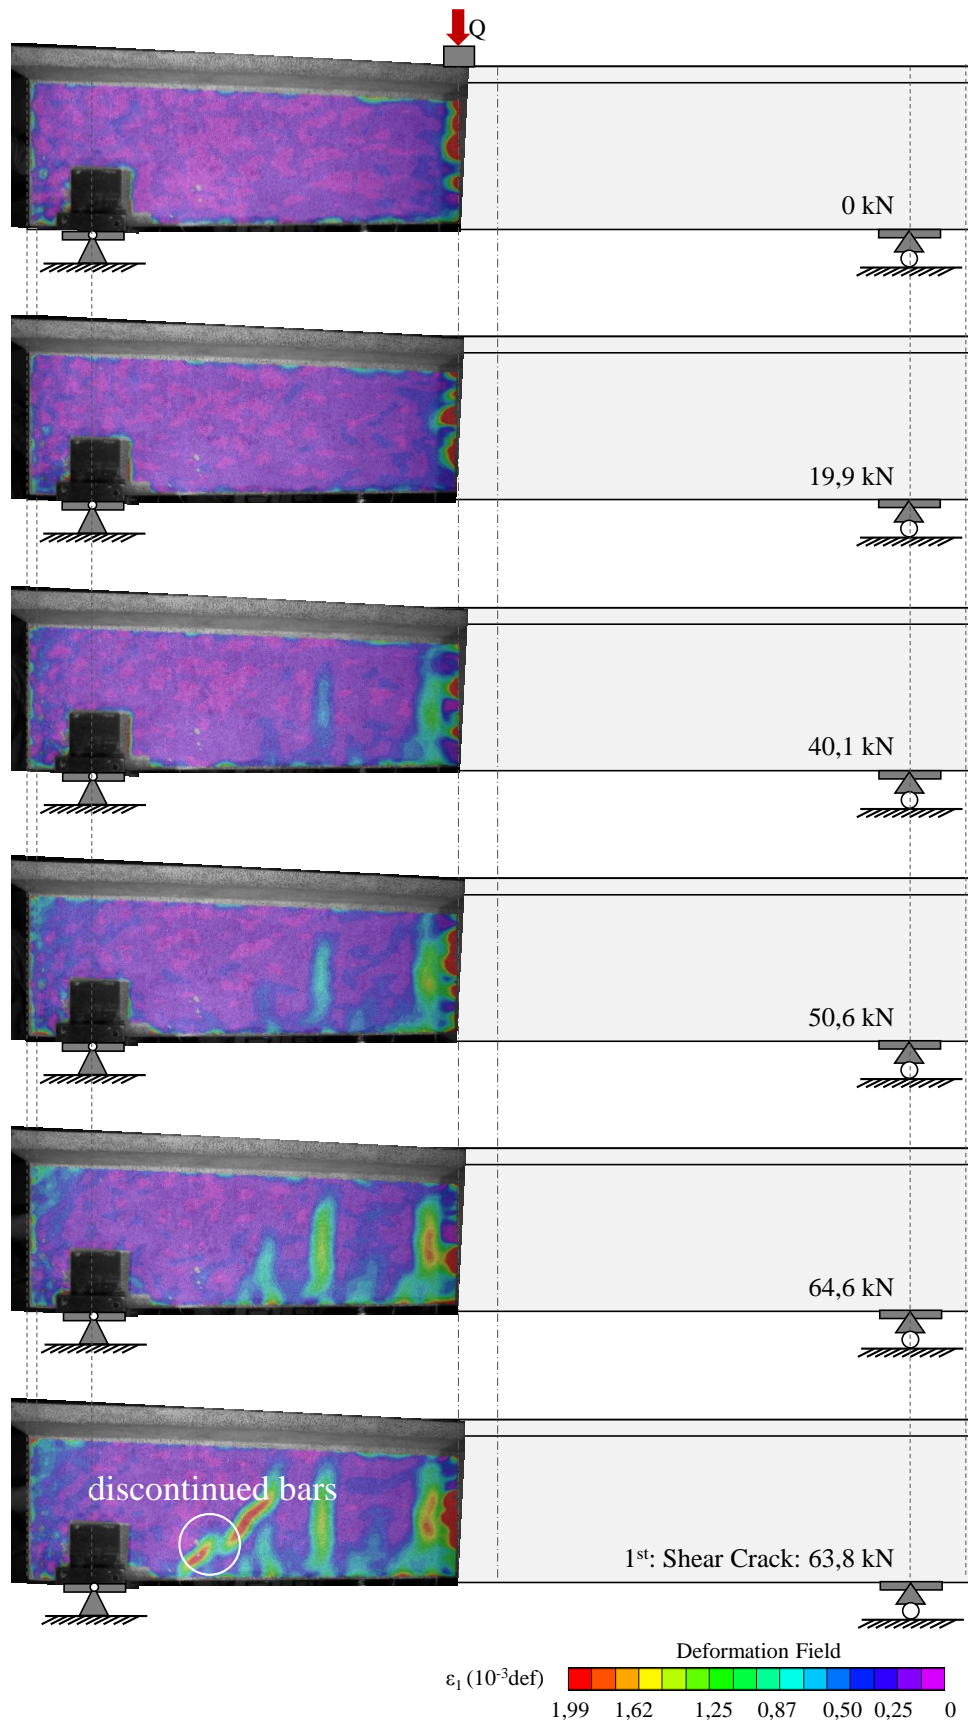 Q
0 kN
19,9 kN
40,1 kN
50,6 kN
64,6 kN
discontinued bars
1st: Shear Crack: 63,8 kN
Deformation Field
ε1 (10-3def)
1,99 1,62 1,25 0,87 0,50 0,25 0